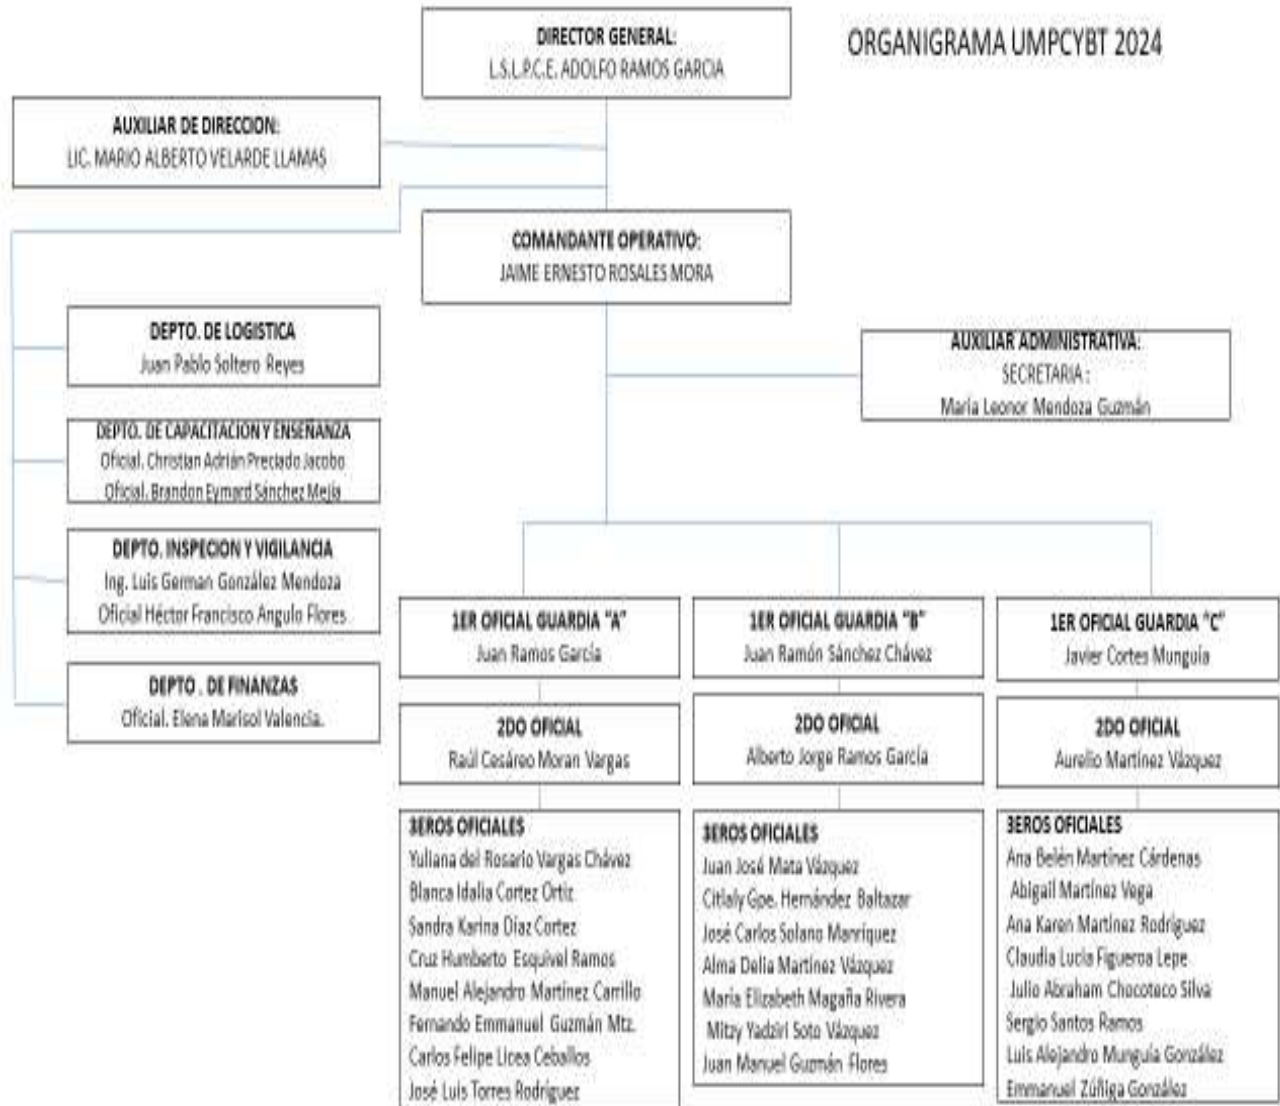 ORGANIGRAMA UMPCYBT 2024
DIRECTOR GENERAL:
L.S.L.P.C.E. ADOLFO RAMOS GARCIA
AUXILIAR DE DIRECCION:
LIC. MARIO ALBERTO VELARDE LLAMAS
COMANDANTE OPERATIVO:
JAIME ERNESTO ROSALES MORA
DEPTO. DE LOGISTICA
Juan Pablo Soltero Reyes
AUXILIAR ADMINISTRATIVA:
SECRETARIA :
María Leonor Mendoza Guzmán
DEPTO. DE CAPACITACION Y ENSEÑANZA
Oficial. Christian Adrián Preciado Jacobo
Oficial. Brandon Eymard Sánchez Mejía
DEPTO. INSPECION Y VIGILANCIA
Ing. Luis German González Mendoza
Oficial Héctor Francisco Angulo Flores
DEPTO . DE FINANZAS
Oficial. Elena Marisol Valencia.
1ER OFICIAL GUARDIA "A"
Juan Ramos García
2DO OFICIAL
Raúl Cesáreo Moran Vargas
3EROS OFICIALES
Yuliana del Rosario Vargas Chávez
Blanca Idalia Cortez Ortiz
Sandra Karina Diaz Cortez
Cruz Humberto Esquivel Ramos
Manuel Alejandro Martínez Carrillo
Fernando Emmanuel Guzmán Mtz.
Carlos Felipe Licea Ceballos
José Luis Torres Rodríguez
1ER OFICIAL GUARDIA "B"
Juan Ramón Sánchez Chávez
2DO OFICIAL
Alberto Jorge Ramos García
3EROS OFICIALES
Juan José Mata Vázquez
Citlaly Gpe. Hernández Baltazar
José Carlos Solano Manríquez
Alma Delia Martínez Vázquez
María Elizabeth Magaña Rivera
Mitzy Yadziri Soto Vázquez
Juan Manuel Guzmán Flores
1ER OFICIAL GUARDIA "C"
Javier Cortes Munguía
2DO OFICIAL
Aurelio Martínez Vázquez
3EROS OFICIALES
Ana Belén Martínez Cárdenas
Abigail Martínez Vega
Ana Karen Martínez Rodríguez
Claudia Lucía Figueroa Lepe
Julio Abraham Chocoteco Silva
Sergio Santos Ramos
Luis Alejandro Munguía González
Emmanuel Zúñiga González